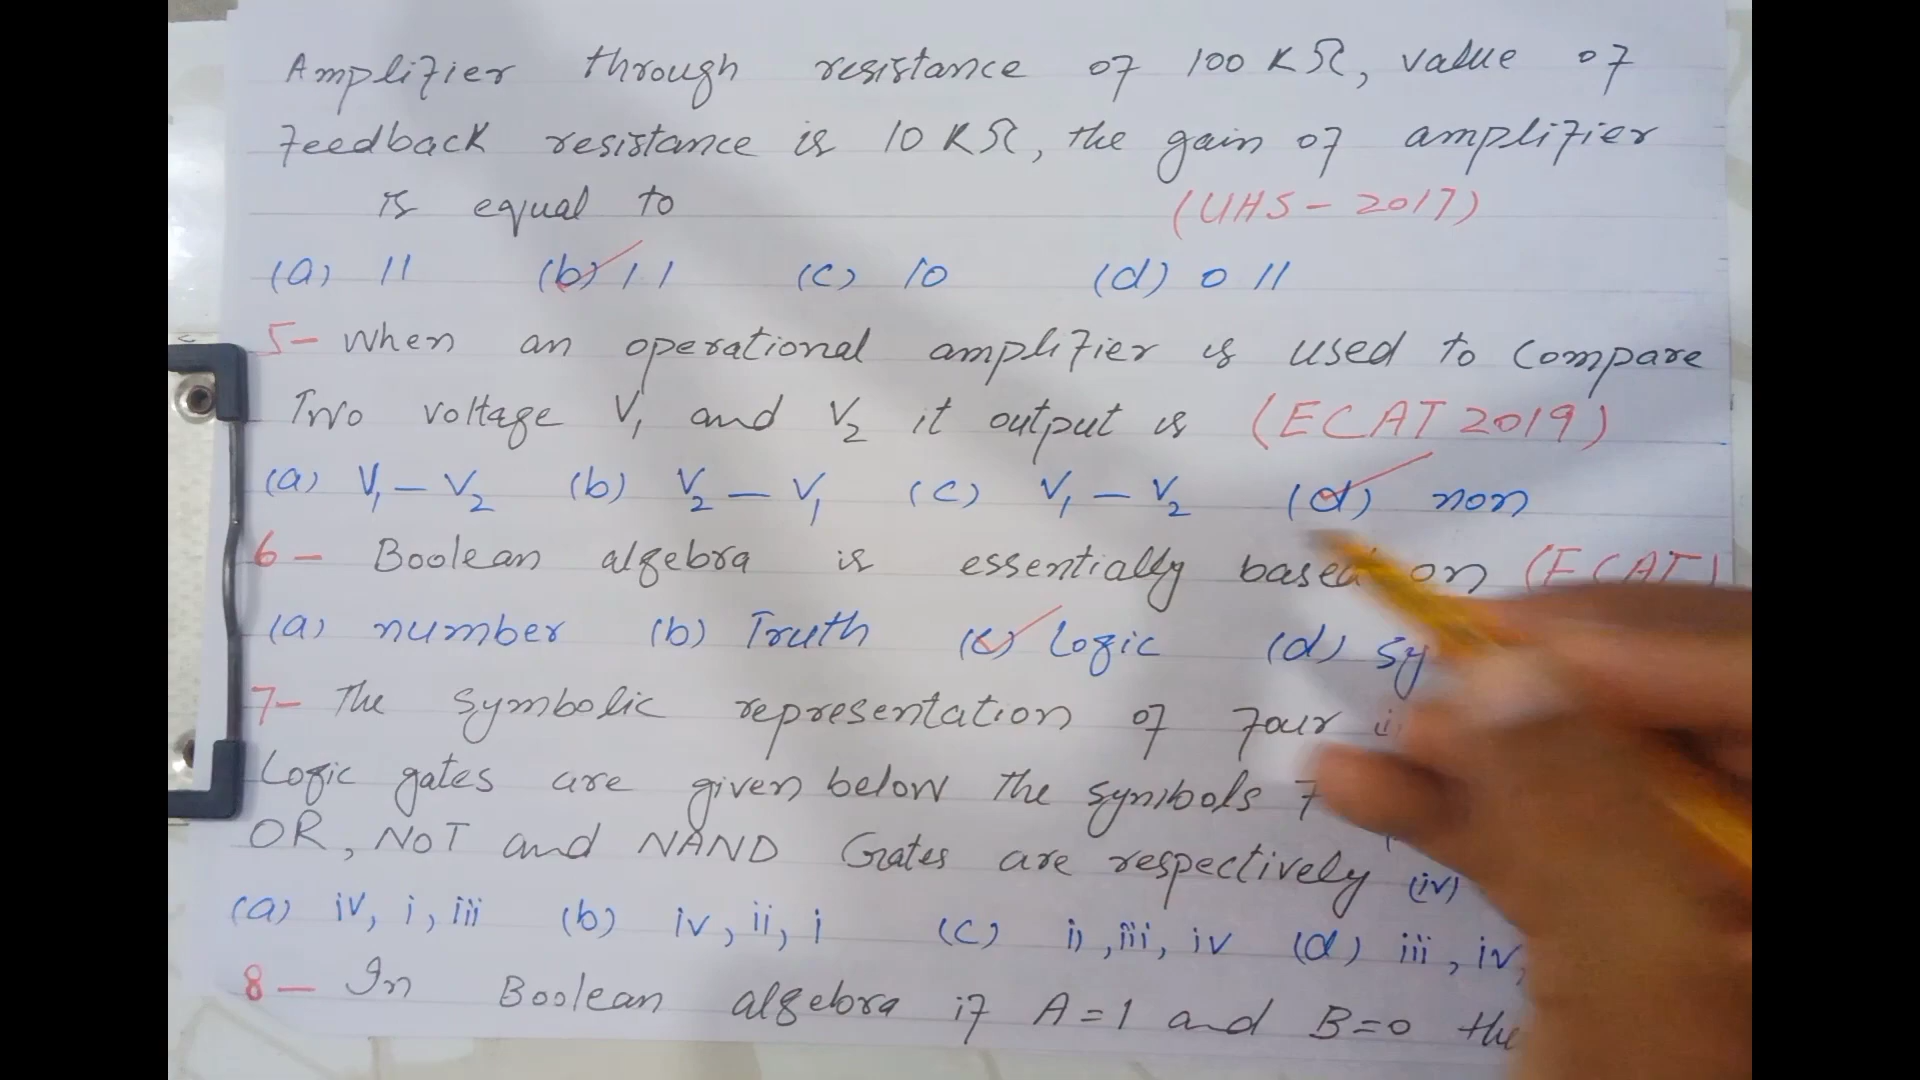 Amplifier through resistance of 100 KΩ, value of
feedback resistance is 10 KΩ, the gain of amplifier
is equal to (UHS - 2017)
(a) 11 (b) 1.1 (c) 10 (d) 0 11
5- When an operational amplifier is used to compare
Two voltage V₁ and V₂ it output is (ECAT 2019)
(a) V₁ - V₂ (b) V₂ - V₁ (c) V₁ - V₂ (d) non
6- Boolean algebra is essentially based on (ECAT)
(a) number (b) Truth (c) Logic (d) sy
7- The symbolic representation of four
Logic gates are given below the symbols
OR, NOT and NAND Gates are respectively (iv)
(a) iv, i, iii (b) iv, ii, i (c) i, iii, iv (d) iii, iv,
8- In Boolean algebra if A=1 and B=0 the